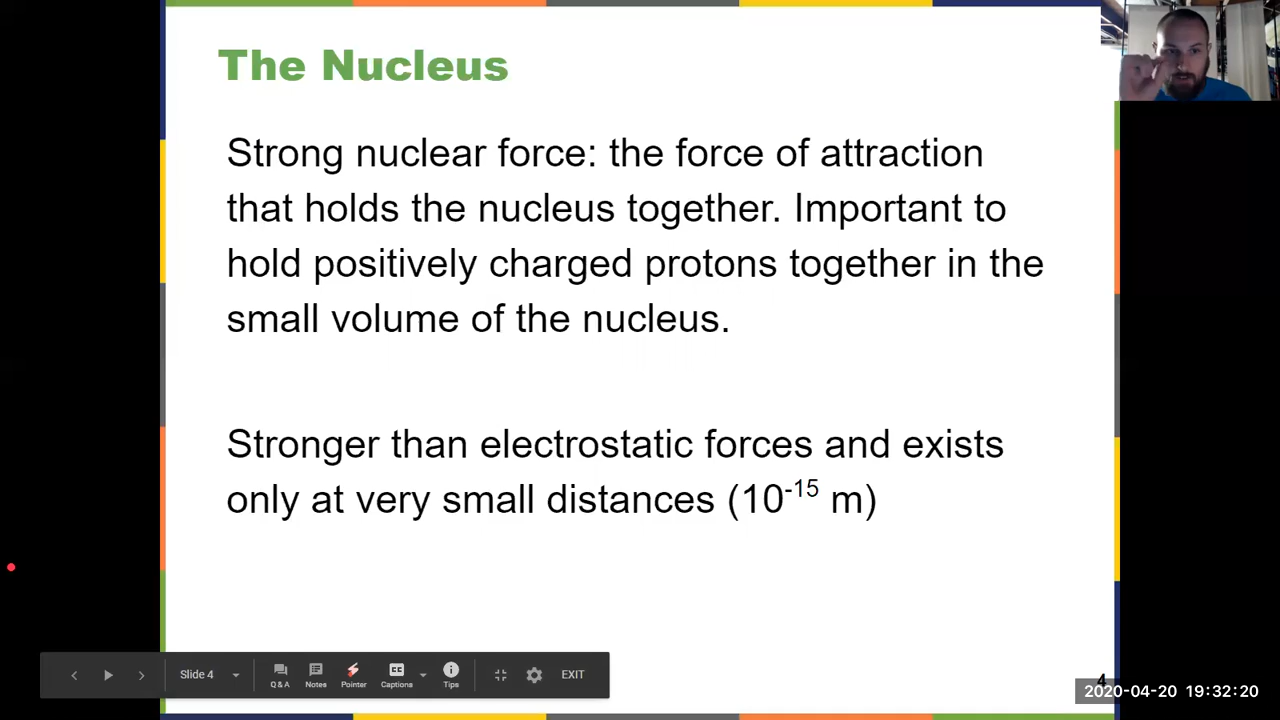 The Nucleus
Strong nuclear force: the force of attraction
that holds the nucleus together. Important to
hold positively charged protons together in the
small volume of the nucleus.
Stronger than electrostatic forces and exists
only at very small distances (10⁻¹⁵ m)
Slide 4
Q&A
Notes
Pointer
CC
Captions
Tips
EXIT
4
2020-04-20 19:32:20